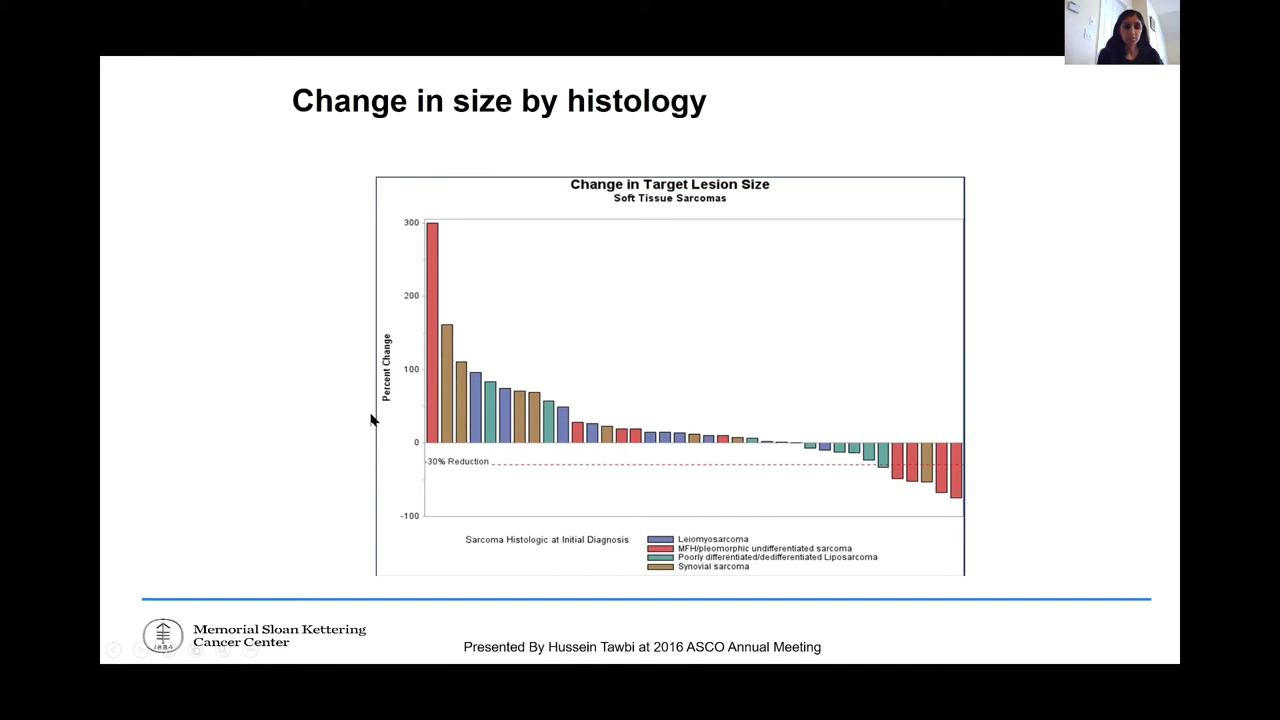 Change in size by histology
Change in Target Lesion Size
Soft Tissue Sarcomas
300
200
100
0
-100
Percent Change
-30% Reduction
Sarcoma Histologic at Initial Diagnosis
Leiomyosarcoma
MFH/pleomorphic undifferentiated sarcoma
Poorly differentiated/dedifferentiated Liposarcoma
Synovial sarcoma
1884
Memorial Sloan Kettering
Cancer Center
Presented By Hussein Tawbi at 2016 ASCO Annual Meeting